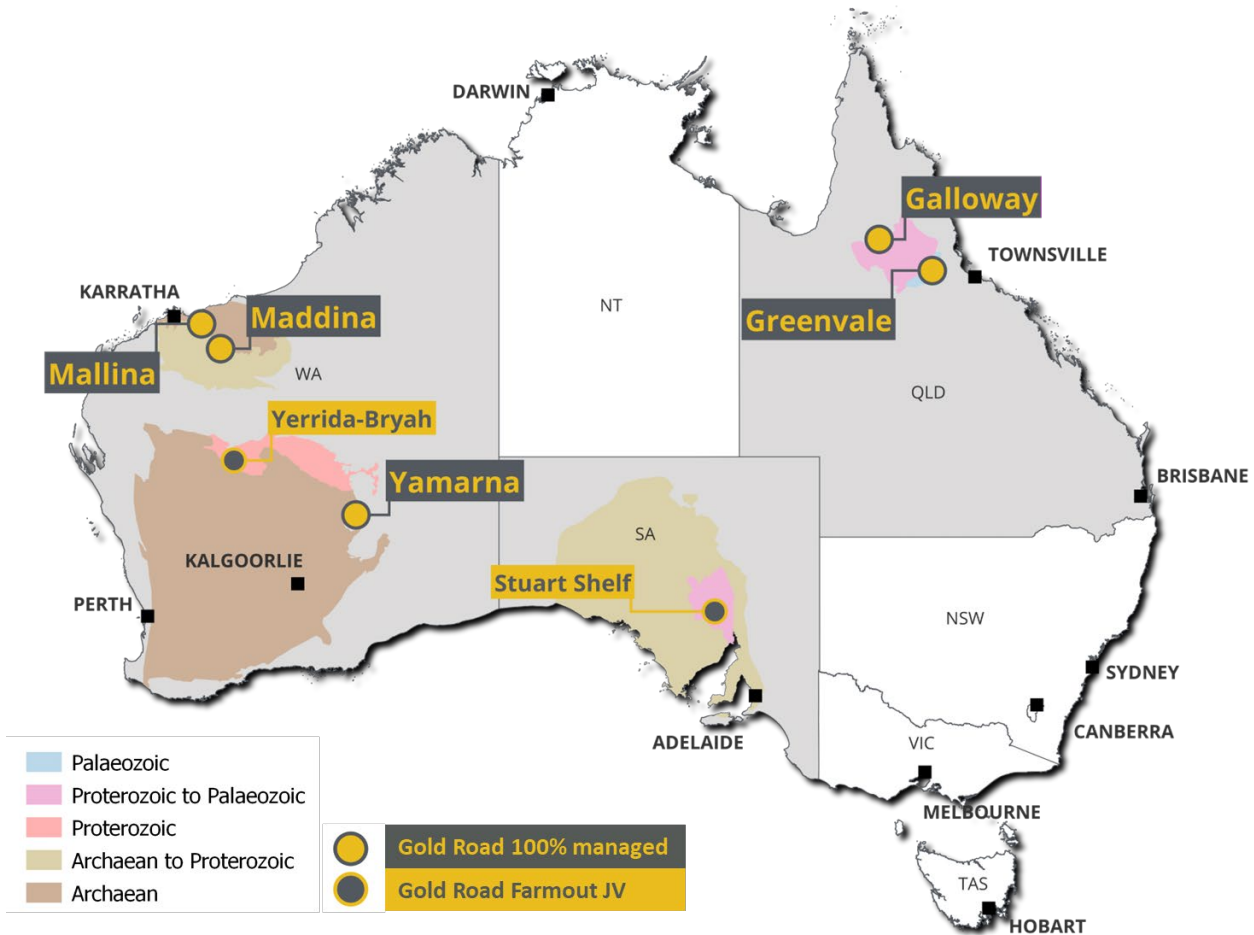 DARWIN
Galloway
TOWNSVILLE
KARRATHA
NT
Maddina
Greenvale
Mallina
WA
QLD
Yerrida-Bryah
Yamarna
BRISBANE
SA
KALGOORLIE
Stuart Shelf
PERTH
NSW
SYDNEY
CANBERRA
ADELAIDE
VIC
MELBOURNE
TAS
HOBART
Palaeozoic
Proterozoic to Palaeozoic
Proterozoic
Archaean to Proterozoic
Archaean
Gold Road 100% managed
Gold Road Farmout JV